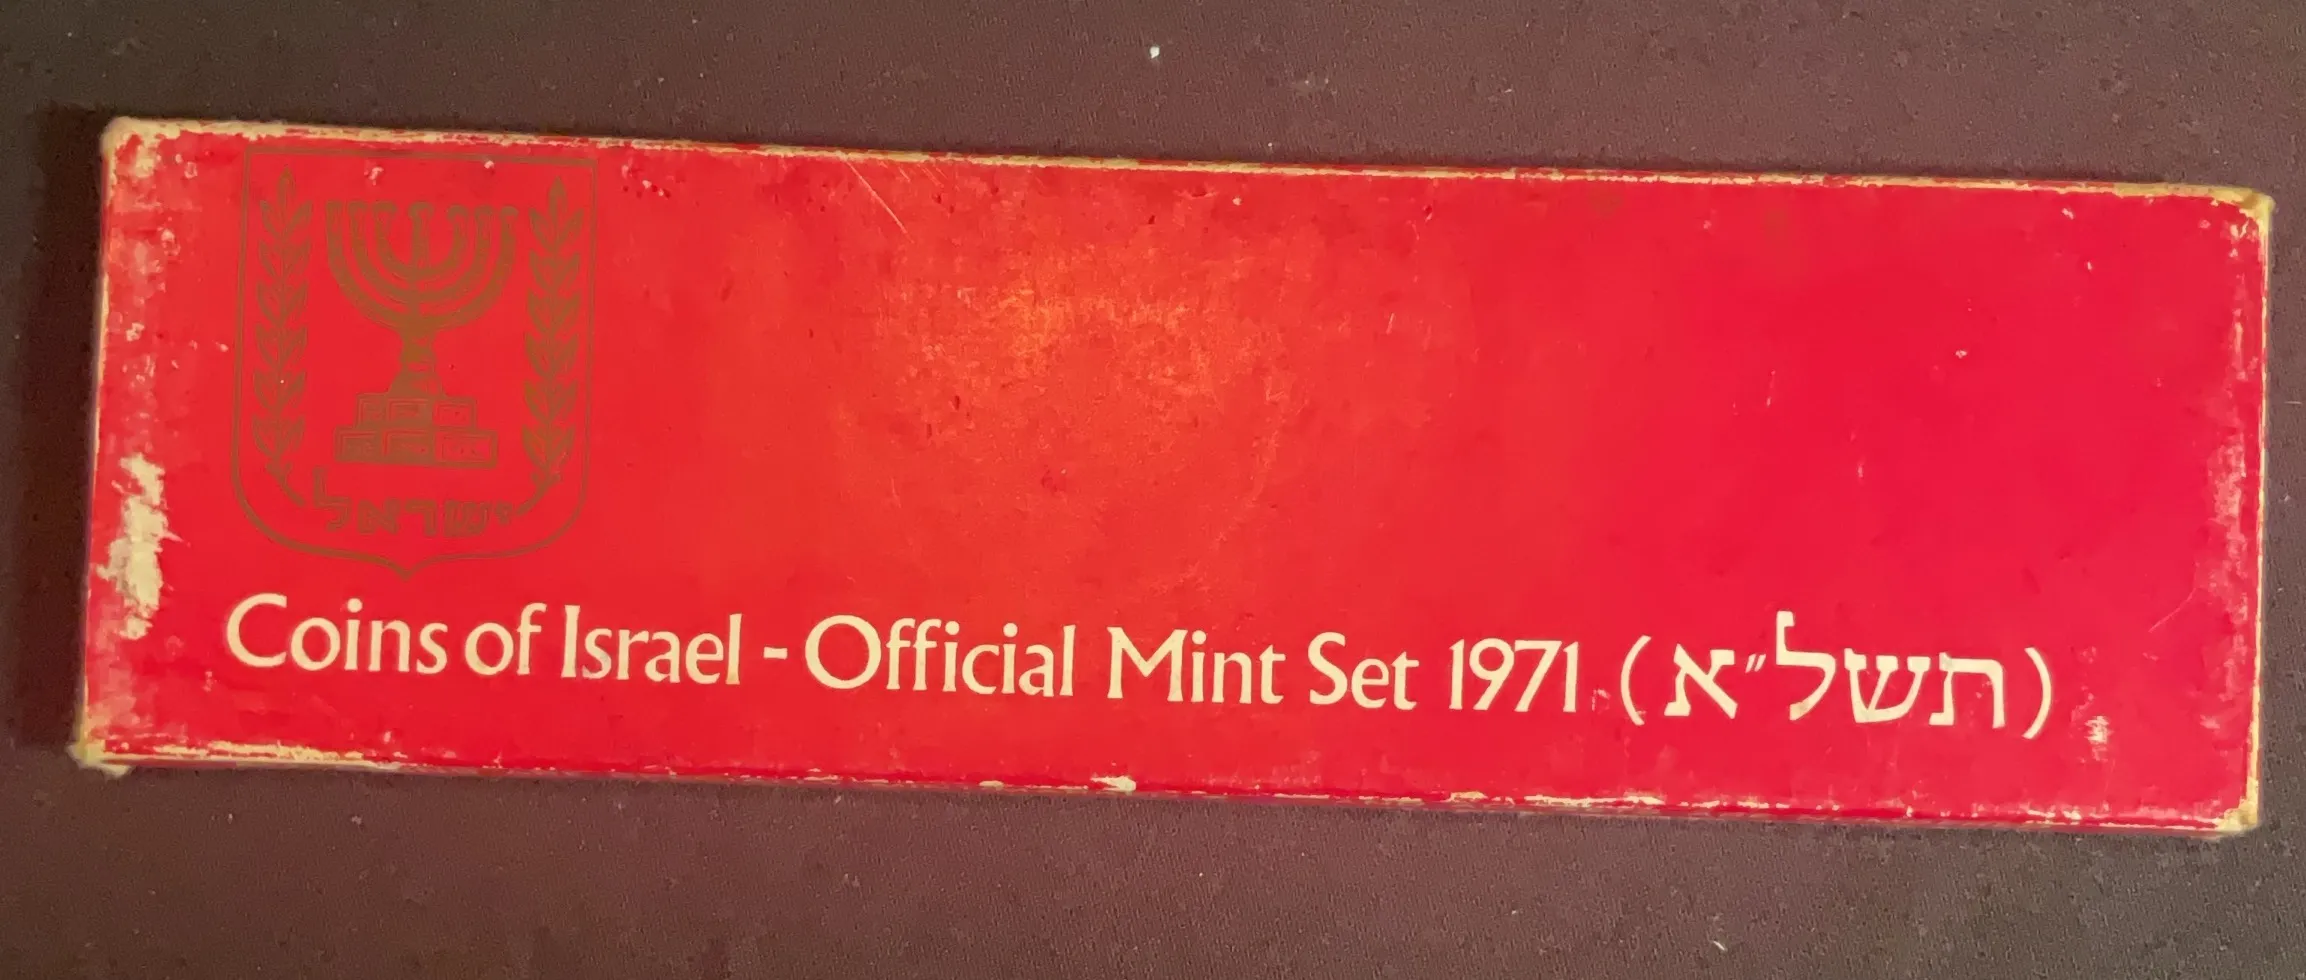 ישראל
Coins of Israel - Official Mint Set 1971 (תשל״א)